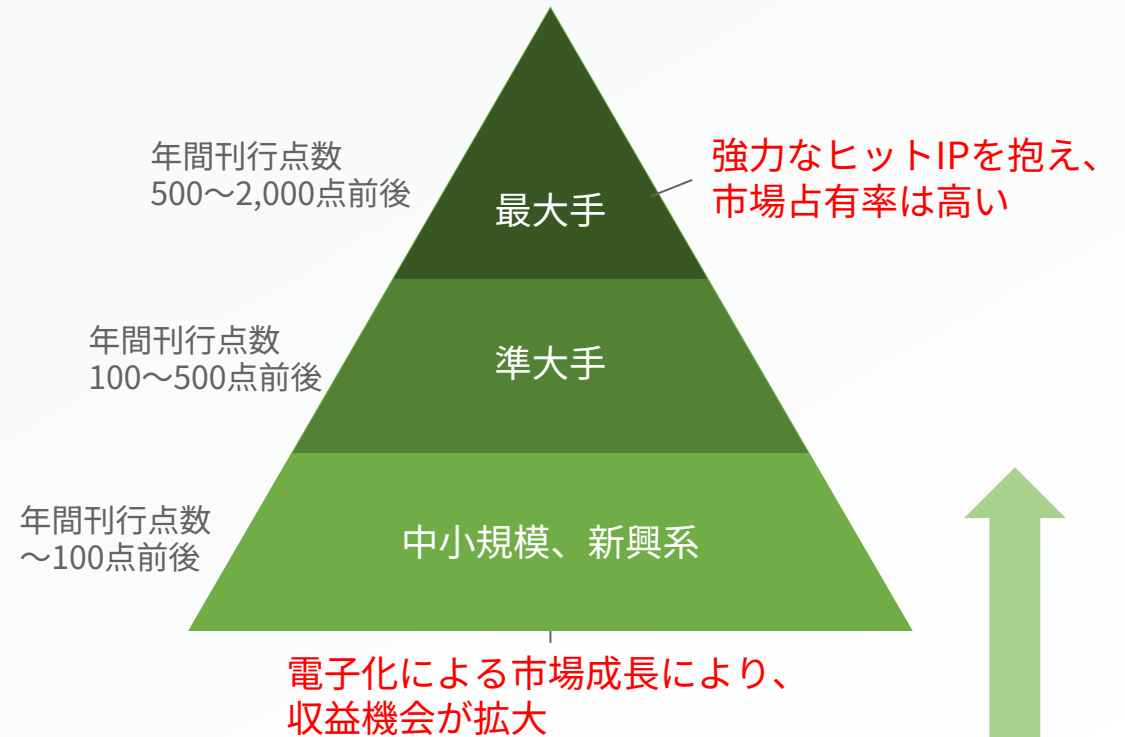 年間刊行点数
500～2,000点前後
最大手
強力なヒットIPを抱え、
市場占有率は高い
年間刊行点数
100～500点前後
準大手
年間刊行点数
～100点前後
中小規模、新興系
電子化による市場成長により、
収益機会が拡大